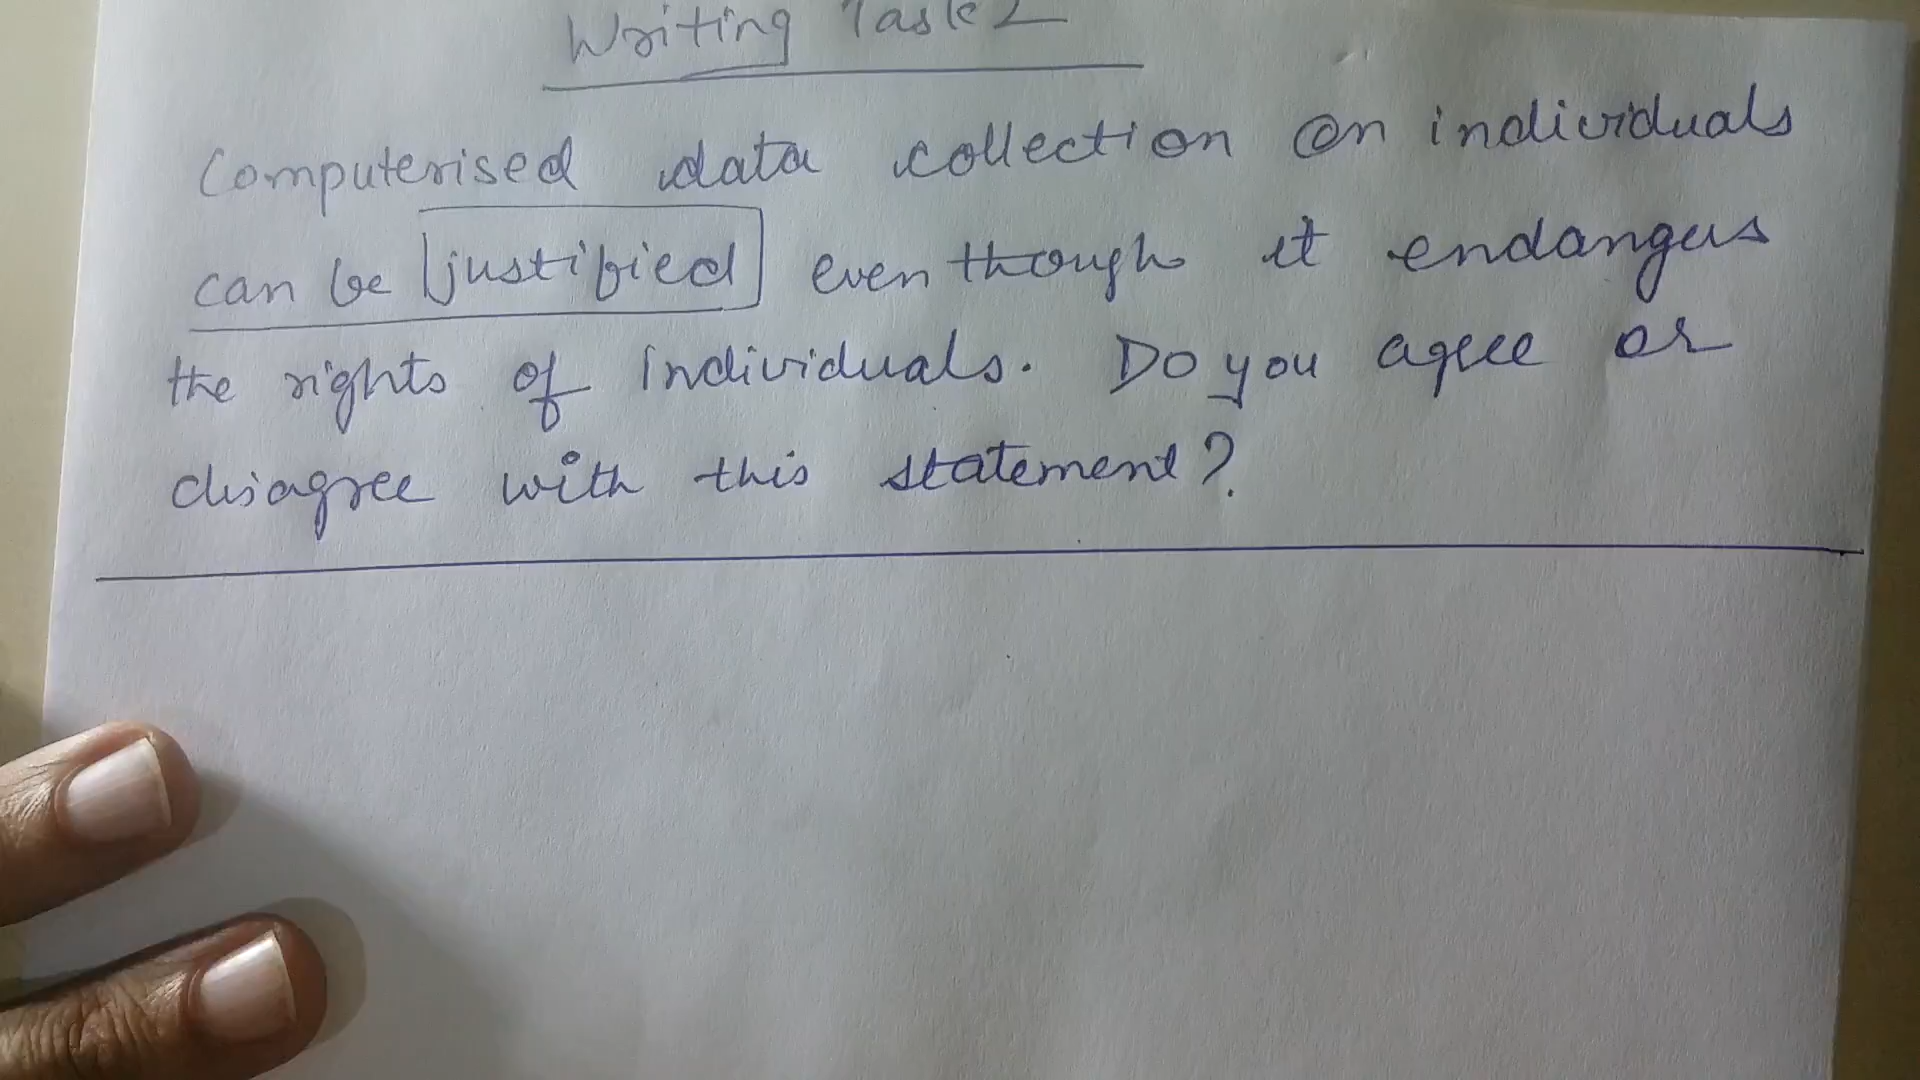 Writing Task 2
Computerised data collection on individuals
can be justified even though it endangers
the rights of individuals. Do you agree or
disagree with this statement?